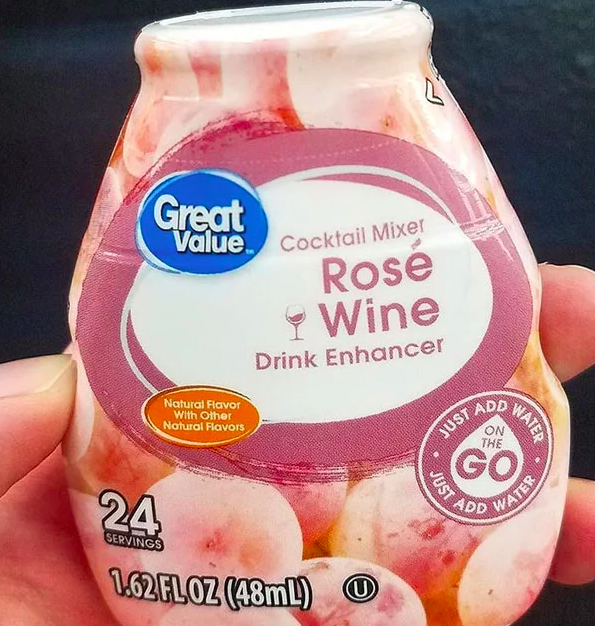 Great
Value
Cocktail Mixer
Rosé
Wine
Drink Enhancer
Natural Flavor
With Other
Natural Flavors
JUST ADD WATER
ON
THE
GO
JUST ADD WATER
24
SERVINGS
1.62 FL OZ (48mL)
U